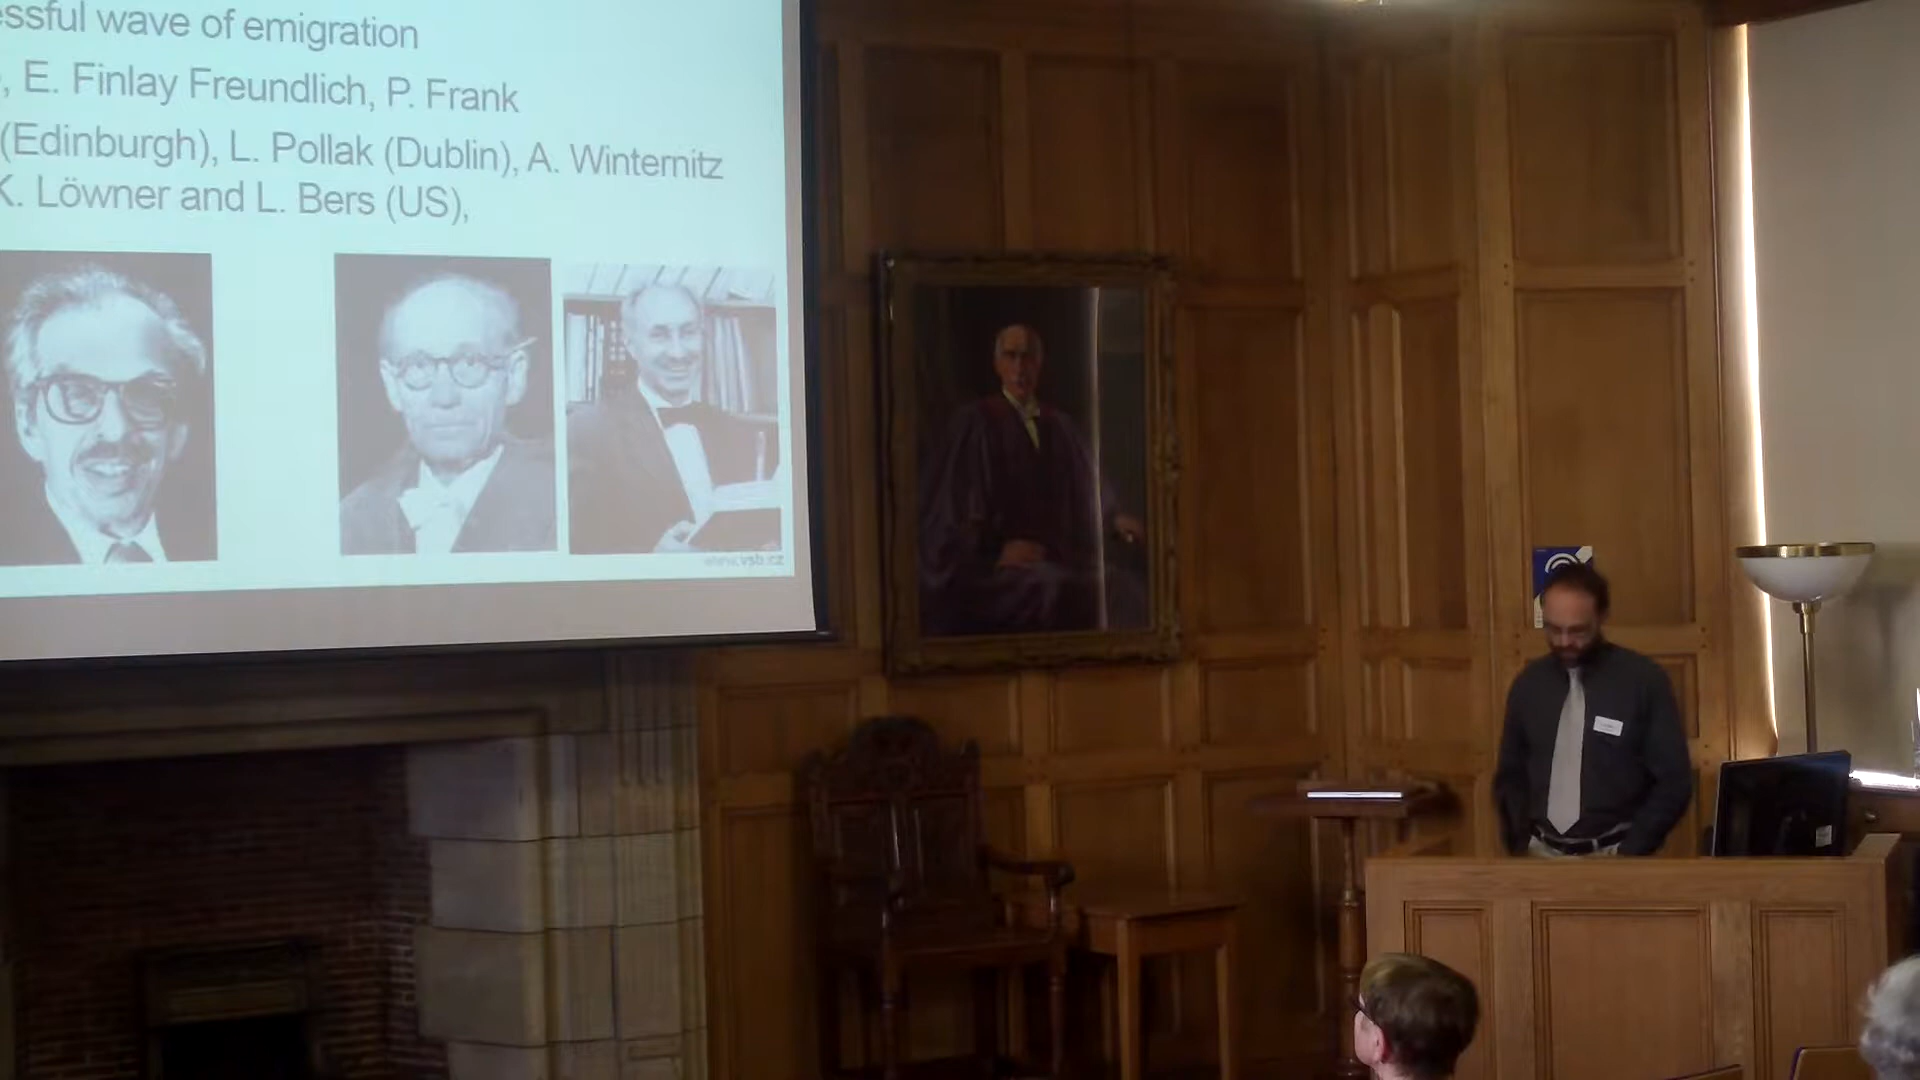 essful wave of emigration
, E. Finlay Freundlich, P. Frank
(Edinburgh), L. Pollak (Dublin), A. Winternitz
K. Löwner and L. Bers (US),
www.vsb.cz